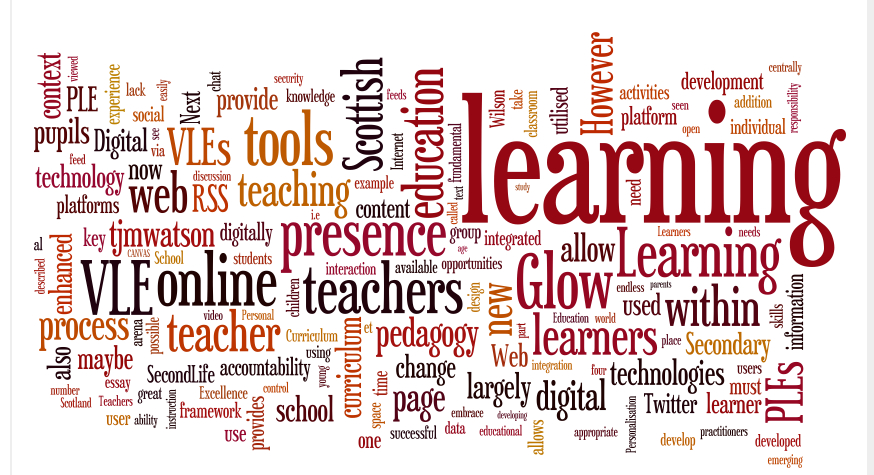 context
viewed
PLE
experience
lack
easily
Next
chat
security
provide
knowledge
Scottish
feeds
education
Wilson
take
classroom
utilised
However
activities
platform
seen
development
centrally
addition
responsibility
open
individual
pupils
Digital
social
see
via
VLEs
tools
Internet
fundamental
learning
feed
technology
now
discussion
teaching
example
text
study
need
platforms
web
RSS
i.e
content
called
al
key
tjmwatson
digitally
presence
group
integrated
allow
Learners
needs
Learning
age
described
enhanced
CANVAS
School
students
interaction
available
opportunities
VLE
online
children
teachers
design
new
Glow
endless
parents
used
within
skills
information
process
arena
possible
video
Personal
teacher
Curriculum
curriculum
et
pedagogy
part
Education
world
learners
place
Secondary
also
maybe
using
young
Web
integration
SecondLife
accountability
time
change
four
technologies
users
number
essay
great
Excellence
control
largely
digital
must
PLEs
Scotland
Teachers
instruction
framework
provides
school
space
page
embrace
developing
Personalisation
Twitter
learner
user
ability
use
one
successful
data
educational
allows
appropriate
develop
practitioners
developed
emerging